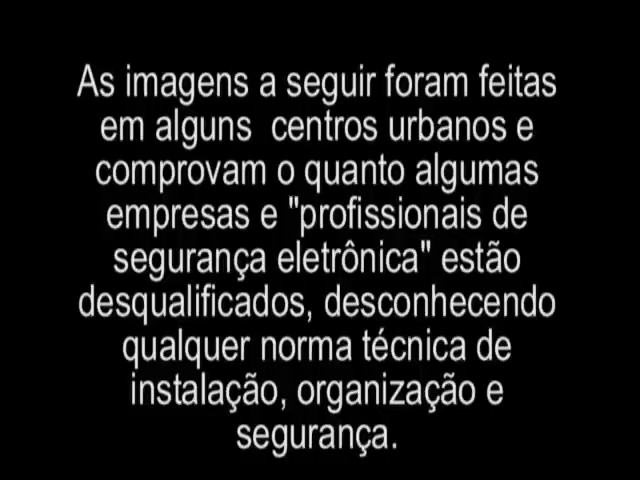 As imagens a seguir foram feitas
em alguns centros urbanos e
comprovam o quanto algumas
empresas e "profissionais de
segurança eletrônica" estão
desqualificados, desconhecendo
qualquer norma técnica de
instalação, organização e
segurança.